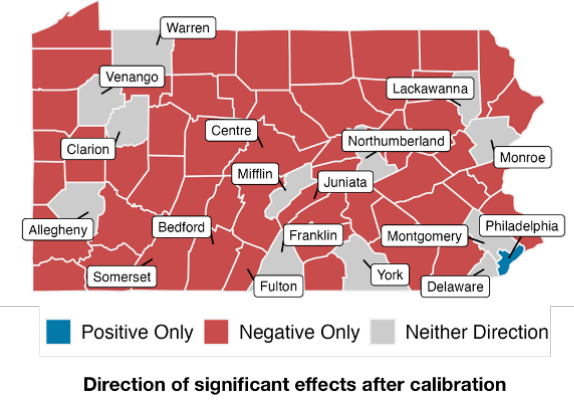 Warren
Venango
Lackawanna
Centre
Northumberland
Clarion
Monroe
Mifflin
Juniata
Allegheny
Bedford
Franklin
Montgomery
Philadelphia
Somerset
Fulton
York
Delaware
Positive Only
Negative Only
Neither Direction
Direction of significant effects after calibration